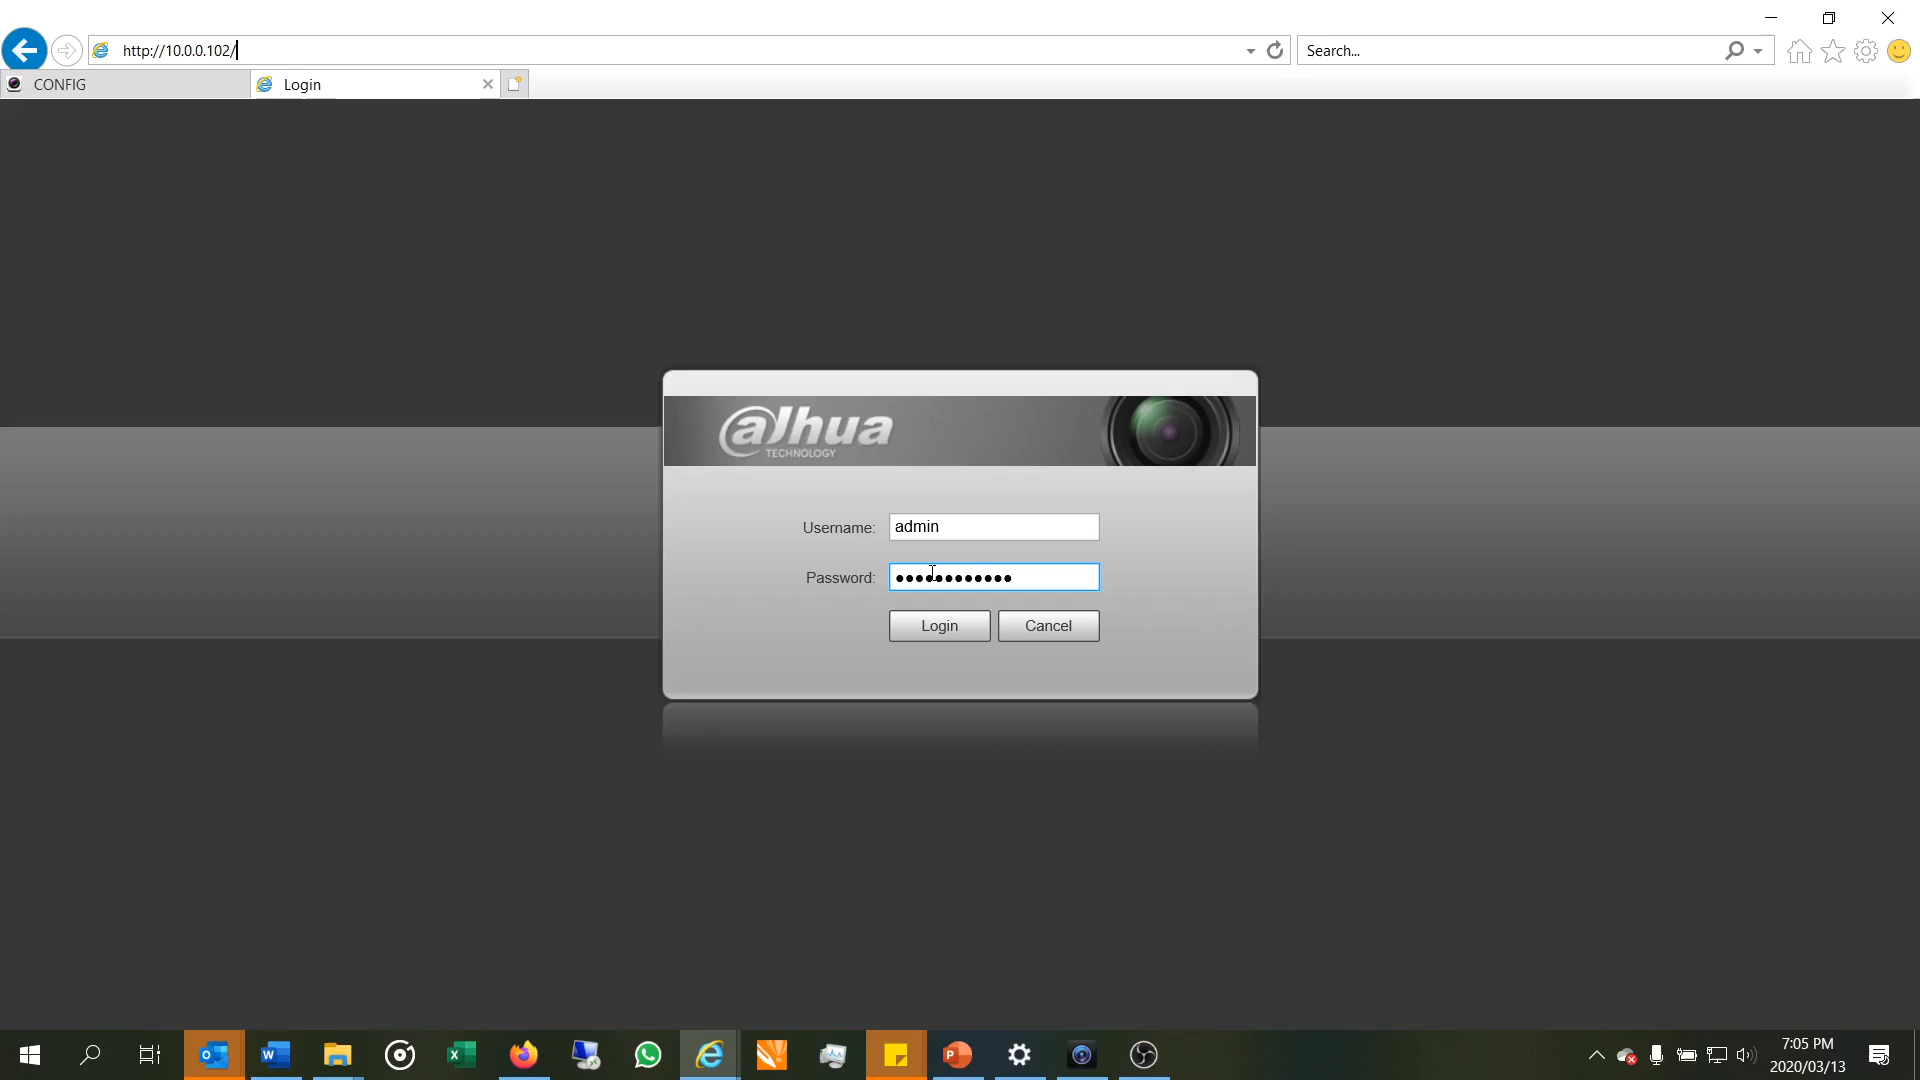 http://10.0.0.102/
Search...
CONFIG
Login
alhua
TECHNOLOGY
Username: admin
Password: ●●●●●●●●●●●●
Login Cancel
7:05 PM
2020/03/13